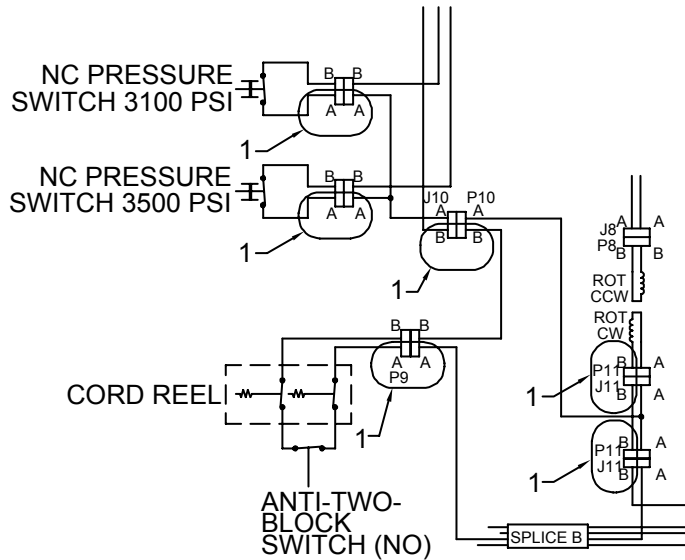 NC PRESSURE
SWITCH 3100 PSI
B B
A A
1
NC PRESSURE
SWITCH 3500 PSI
B B
A A
1
J10 P10
A A
B B
1
J8 A A
P8 B B
ROT
CCW
ROT
CW
B B
A A
P9
1
CORD REEL
P11 B A
J11 B A
1
P11 B A
J11 B A
1
ANTI-TWO-
BLOCK
SWITCH (NO)
SPLICE B